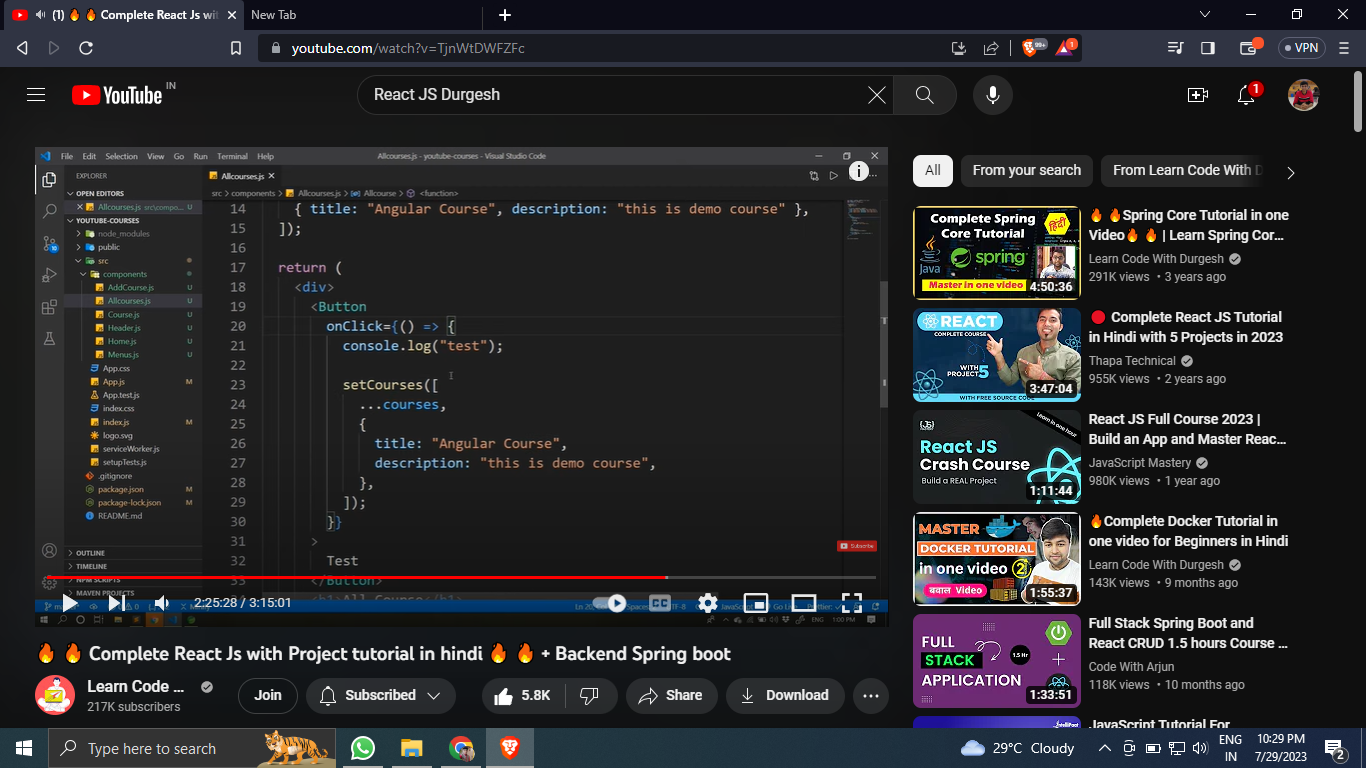 (1) 🔥 🔥 Complete React Js wit
New Tab
youtube.com/watch?v=TjnWtDWFZFc
99+
1
VPN
YouTube IN
React JS Durgesh
1
File Edit Selection View Go Run Terminal Help
Allcourses.js - youtube-courses - Visual Studio Code
EXPLORER
OPEN EDITORS
Allcourses.js
YOUTUBE-COURSES
node_modules
public
src
components
AddCourse.js U
Allcourses.js U
Course.js U
Header.js U
Home.js U
Menus.js U
App.css
App.js M
App.test.js
index.css
index.js M
logo.svg
serviceWorker.js
setupTests.js
.gitignore
package.json M
package-lock.json M
README.md
OUTLINE
TIMELINE
NPM SCRIPTS
MAVEN PROJECTS
Allcourses.js
src > components > Allcourses.js > Allcourse > <function>
14 { title: "Angular Course", description: "this is demo course" },
15 ]);
16
17 return (
18 <div>
19 <Button
20 onClick={() => {
21 console.log("test");
22
23 setCourses([
24 ...courses,
25 {
26 title: "Angular Course",
27 description: "this is demo course",
28 },
29 ]);
30 }}
31 >
32 Test
33 </Button>
<h1>All Course</h1>
Subscribe
2:25:28 / 3:15:01
CC
ENG 1:00 PM
🔥 🔥 Complete React Js with Project tutorial in hindi 🔥 🔥 + Backend Spring boot
Learn Code ...
217K subscribers
Join
Subscribed
5.8K
Share
Download
All
From your search
From Learn Code With D
Complete Spring
Core Tutorial
हिंदी
Java
spring
Master in one video
4:50:36
🔥 🔥Spring Core Tutorial in one
Video🔥 🔥 | Learn Spring Cor...
Learn Code With Durgesh
291K views • 3 years ago
REACT
COMPLETE COURSE
WITH 5
PROJECT
WITH FREE SOURCE CODE
3:47:04
🔴 Complete React JS Tutorial
in Hindi with 5 Projects in 2023
Thapa Technical
955K views • 2 years ago
Learn in one hour
React JS
Crash Course
Build a REAL Project
1:11:44
React JS Full Course 2023 |
Build an App and Master Reac...
JavaScript Mastery
980K views • 1 year ago
MASTER
DOCKER TUTORIAL
in one video 2
बवाल Video
1:55:37
🔥Complete Docker Tutorial in
one video for Beginners in Hindi
Learn Code With Durgesh
143K views • 9 months ago
FULL
STACK
APPLICATION
1.5 Hr
1:33:51
Full Stack Spring Boot and
React CRUD 1.5 hours Course ...
Code With Arjun
118K views • 10 months ago
JavaScript Tutorial For
Type here to search
29°C Cloudy
ENG
IN
10:29 PM
7/29/2023
2